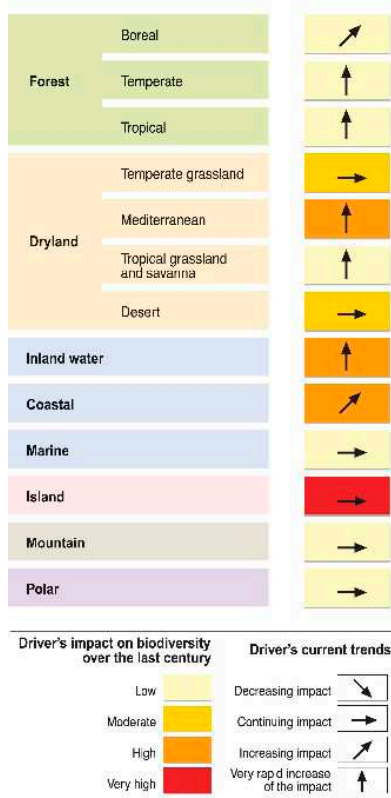 Forest
Boreal
Temperate
Tropical
Dryland
Temperate grassland
Mediterranean
Tropical grassland
and savanna
Desert
Inland water
Coastal
Marine
Island
Mountain
Polar
Driver's impact on biodiversity
over the last century
Low
Moderate
High
Very high
Driver's current trends
Decreasing impact
Continuing impact
Increasing impact
Very rapid increase
of the impact